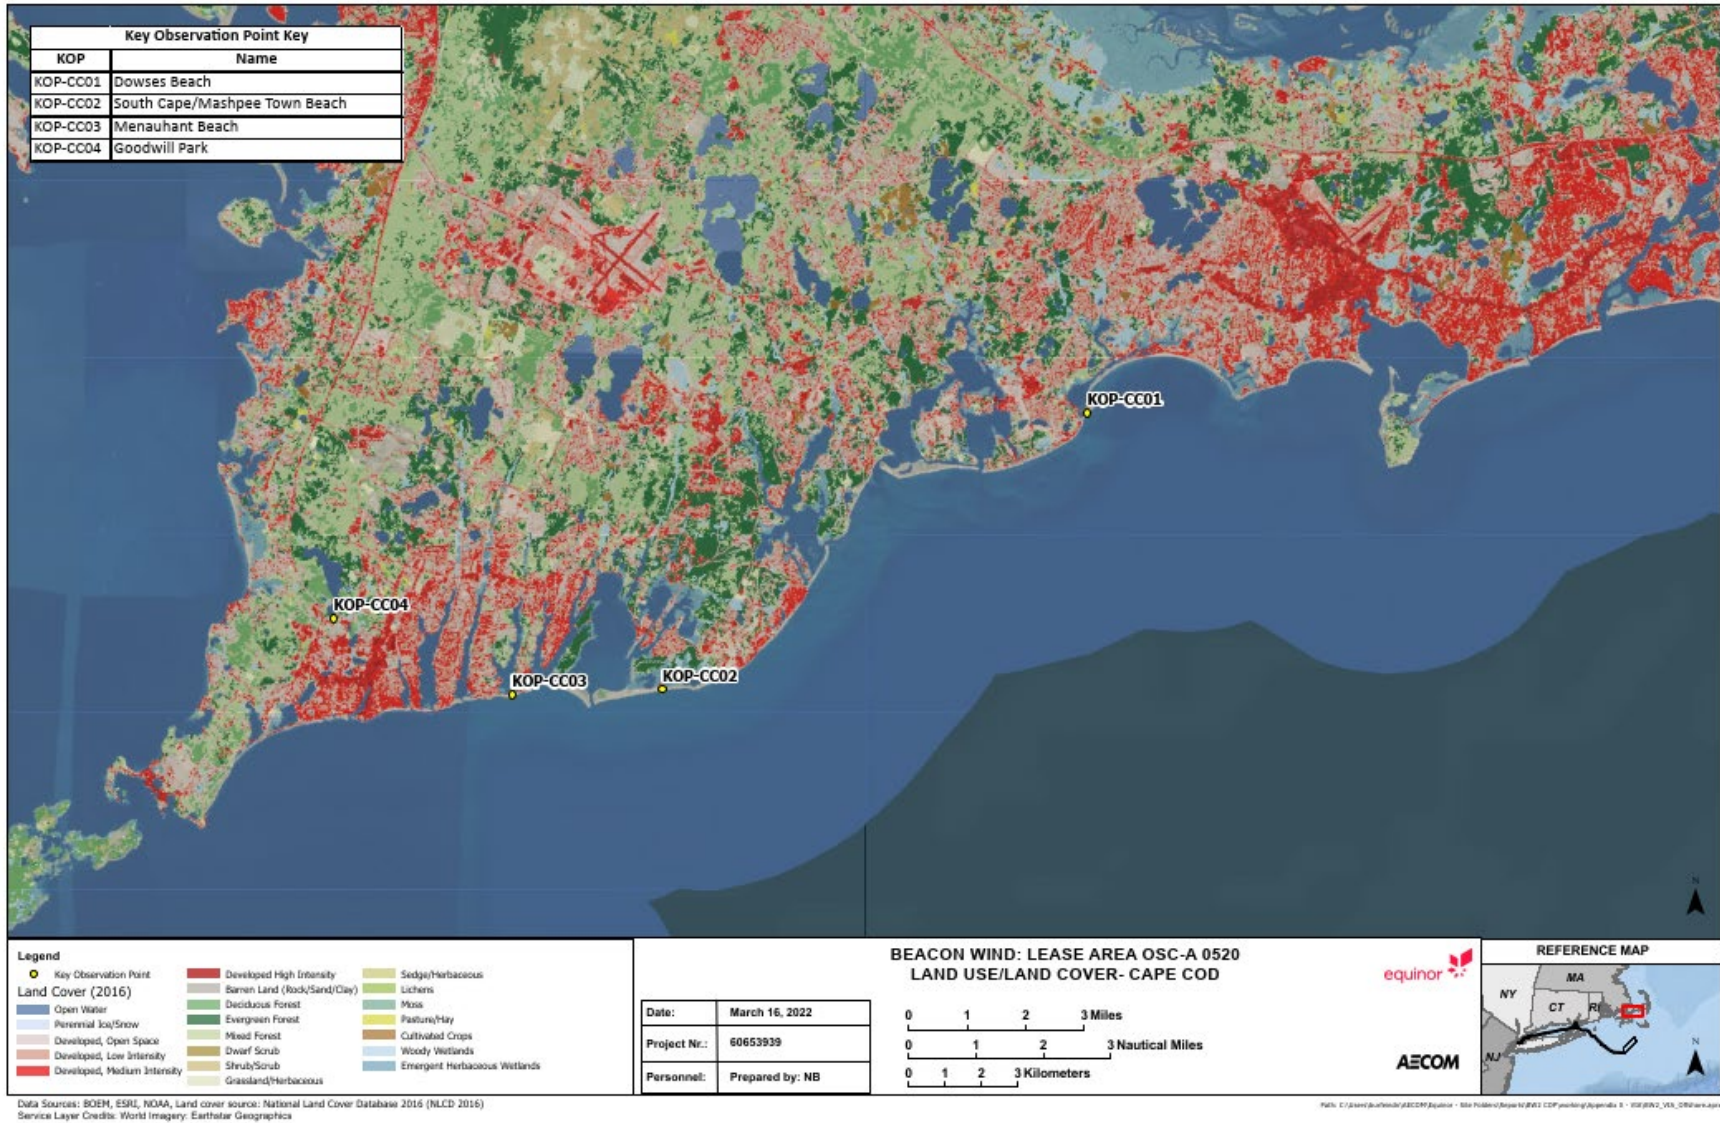 Key Observation Point Key
KOP Name
KOP-CC01 Dowses Beach
KOP-CC02 South Cape/Mashpee Town Beach
KOP-CC03 Menauhant Beach
KOP-CC04 Goodwill Park
KOP-CC01
KOP-CC04
KOP-CC03
KOP-CC02
N
Legend
Key Observation Point
Land Cover (2016)
Open Water
Perennial Ice/Snow
Developed, Open Space
Developed, Low Intensity
Developed, Medium Intensity
Developed High Intensity
Barren Land (Rock/Sand/Clay)
Deciduous Forest
Evergreen Forest
Mixed Forest
Dwarf Scrub
Shrub/Scrub
Grassland/Herbaceous
Sedge/Herbaceous
Lichens
Moss
Pasture/Hay
Cultivated Crops
Woody Wetlands
Emergent Herbaceous Wetlands
BEACON WIND: LEASE AREA OSC-A 0520
LAND USE/LAND COVER- CAPE COD
Date: March 16, 2022
Project Nr.: 60653939
Personnel: Prepared by: NB
0 1 2 3 Miles
0 1 2 3 Nautical Miles
0 1 2 3 Kilometers
equinor
AECOM
REFERENCE MAP
MA
NY
CT
RI
NJ
N
Data Sources: BOEM, ESRI, NOAA, Land cover source: National Land Cover Database 2016 (NLCD 2016)
Service Layer Credits: World Imagery: Earthstar Geographics